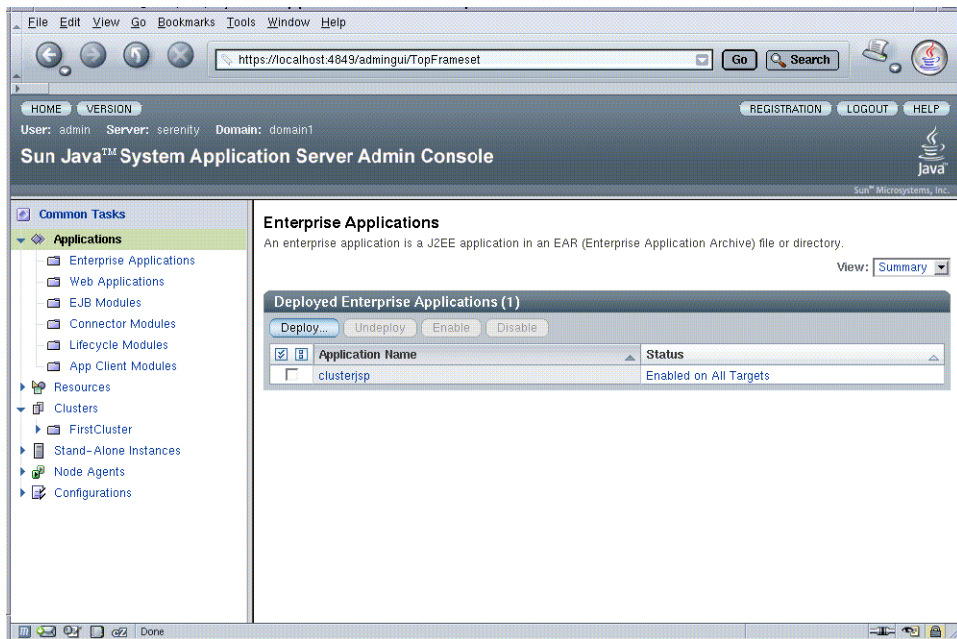 File Edit View Go Bookmarks Tools Window Help
https://localhost:4849/admingui/TopFrameset
Go
Search
HOME VERSION
REGISTRATION LOGOUT HELP
User: admin Server: serenity Domain: domain1
Sun Java™ System Application Server Admin Console
Java™
Sun™ Microsystems, Inc.
Common Tasks
Applications
Enterprise Applications
Web Applications
EJB Modules
Connector Modules
Lifecycle Modules
App Client Modules
Resources
Clusters
FirstCluster
Stand-Alone Instances
Node Agents
Configurations
Enterprise Applications
An enterprise application is a J2EE application in an EAR (Enterprise Application Archive) file or directory.
View: Summary
Deployed Enterprise Applications (1)
Deploy... Undeploy Enable Disable
Application Name Status
clusterjsp Enabled on All Targets
Done